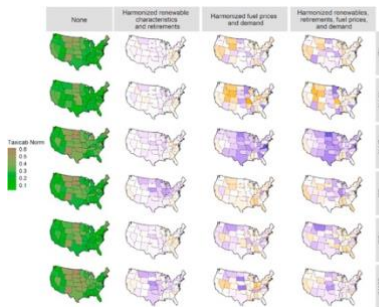 None
Harmonized renewable
characteristics
and retirements
Harmonized fuel prices
and demand
Harmonized renewables,
retirements, fuel prices,
and demand
0.6
0.5
0.4
0.3
0.2
0.1